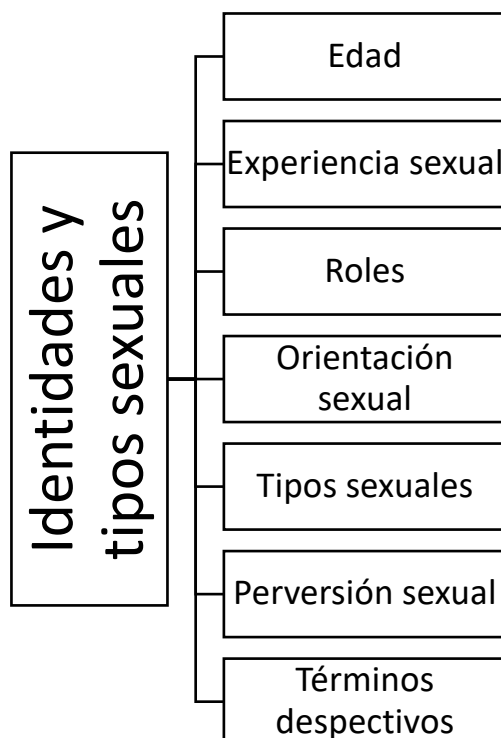 Identidades y
tipos sexuales
Edad
Experiencia sexual
Roles
Orientación
sexual
Tipos sexuales
Perversión sexual
Términos
despectivos